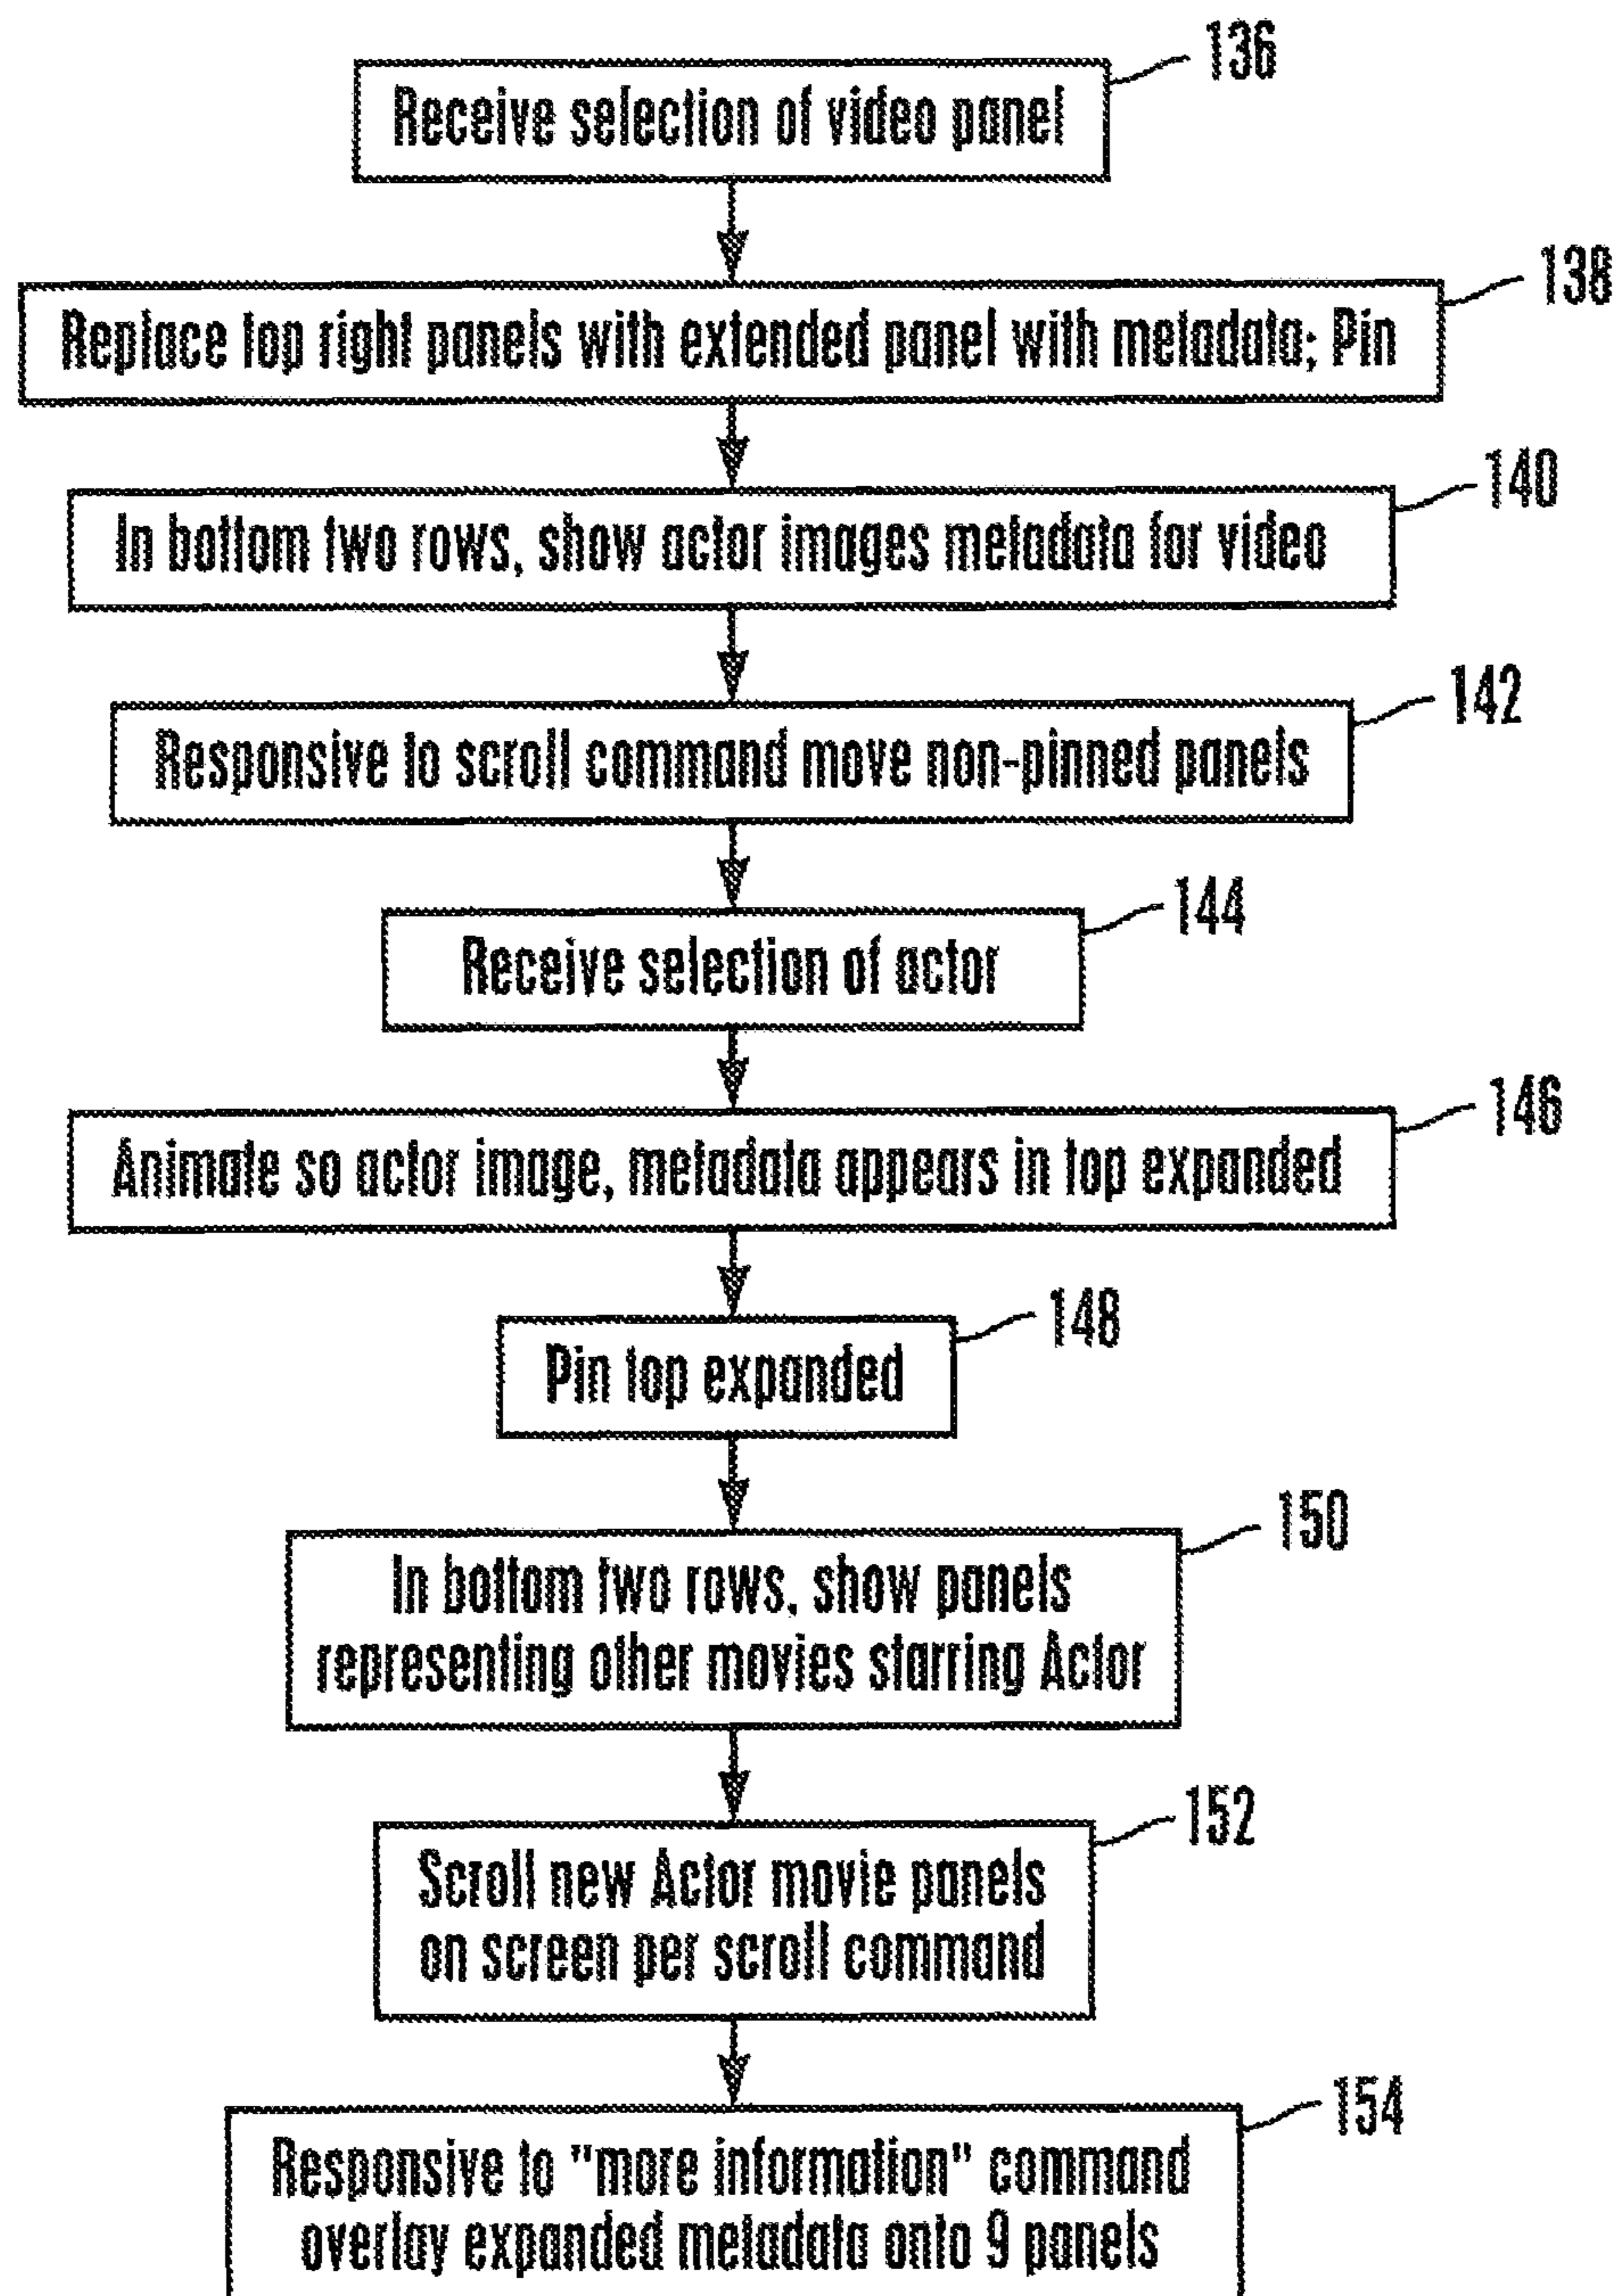 136
Receive selection of video panel
138
Replace top right panels with extended panel with metadata; Pin
140
In bottom two rows, show actor images metadata for video
142
Responsive to scroll command move non-pinned panels
144
Receive selection of actor
146
Animate so actor image, metadata appears in top expanded
148
Pin top expanded
150
In bottom two rows, show panels
representing other movies starring Actor
152
Scroll new Actor movie panels
on screen per scroll command
154
Responsive to "more information" command
overlay expanded metadata onto 9 panels